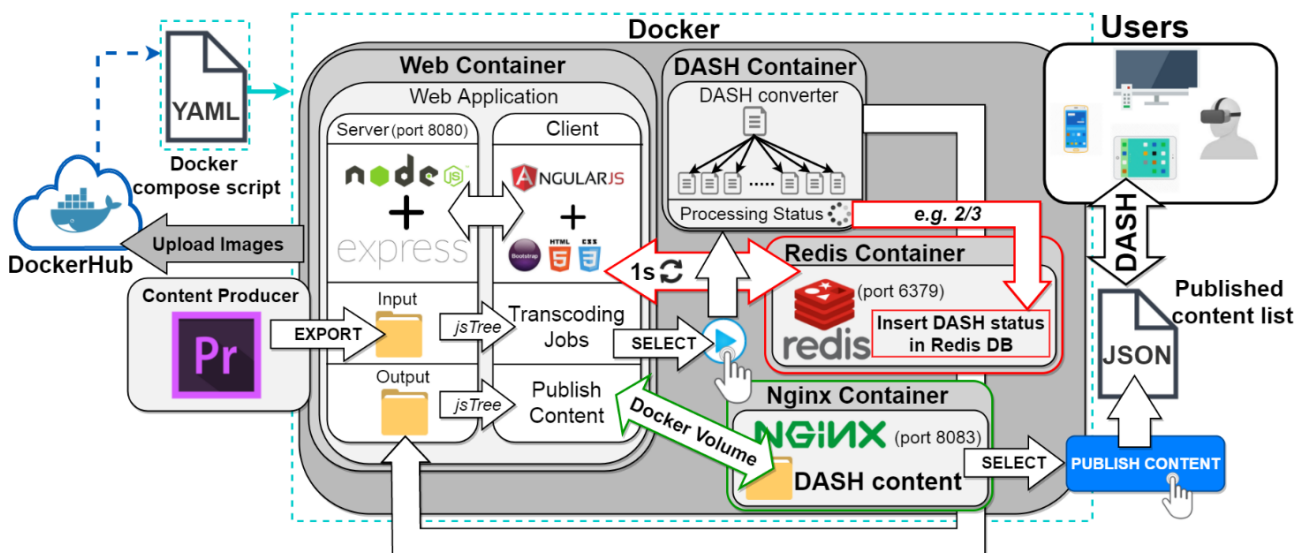 Docker
Users
YAML
Docker
compose script
DockerHub
Upload Images
Content Producer
Pr
EXPORT
Web Container
Web Application
Server (port 8080)
node
JS
+
express
Input
Output
jsTree
jsTree
Client
ANGULARJS
+
Bootstrap
HTML
5
CSS
3
Transcoding
Jobs
Publish
Content
SELECT
DASH Container
DASH converter
......
Processing Status
e.g. 2/3
1s
Redis Container
(port 6379)
redis
Insert DASH status
in Redis DB
Docker Volume
Nginx Container
NGiNX (port 8083)
DASH content
SELECT
PUBLISH CONTENT
JSON
Published
content list
DASH